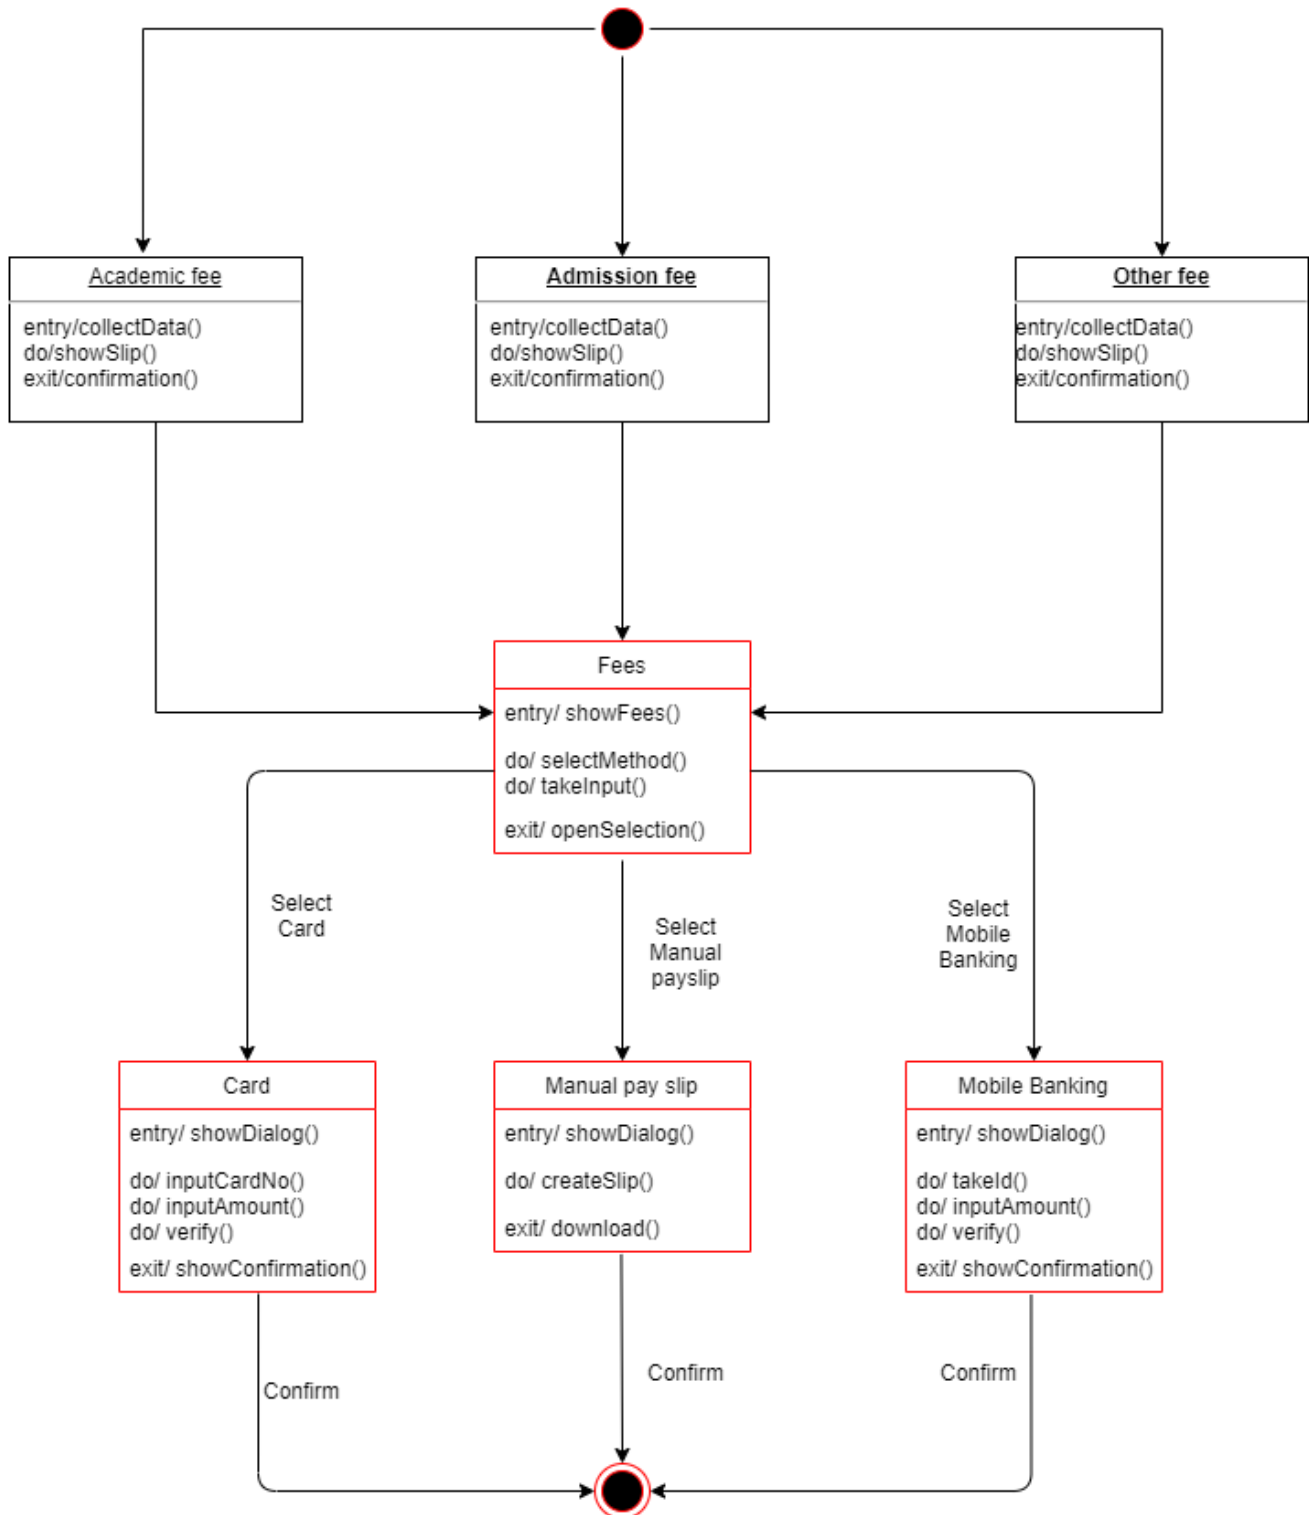 Academic fee
entry/collectData()
do/showSlip()
exit/confirmation()
Admission fee
entry/collectData()
do/showSlip()
exit/confirmation()
Other fee
entry/collectData()
do/showSlip()
exit/confirmation()
Fees
entry/ showFees()
do/ selectMethod()
do/ takeInput()
exit/ openSelection()
Select
Card
Select
Manual
payslip
Select
Mobile
Banking
Card
entry/ showDialog()
do/ inputCardNo()
do/ inputAmount()
do/ verify()
exit/ showConfirmation()
Manual pay slip
entry/ showDialog()
do/ createSlip()
exit/ download()
Mobile Banking
entry/ showDialog()
do/ takeId()
do/ inputAmount()
do/ verify()
exit/ showConfirmation()
Confirm
Confirm
Confirm